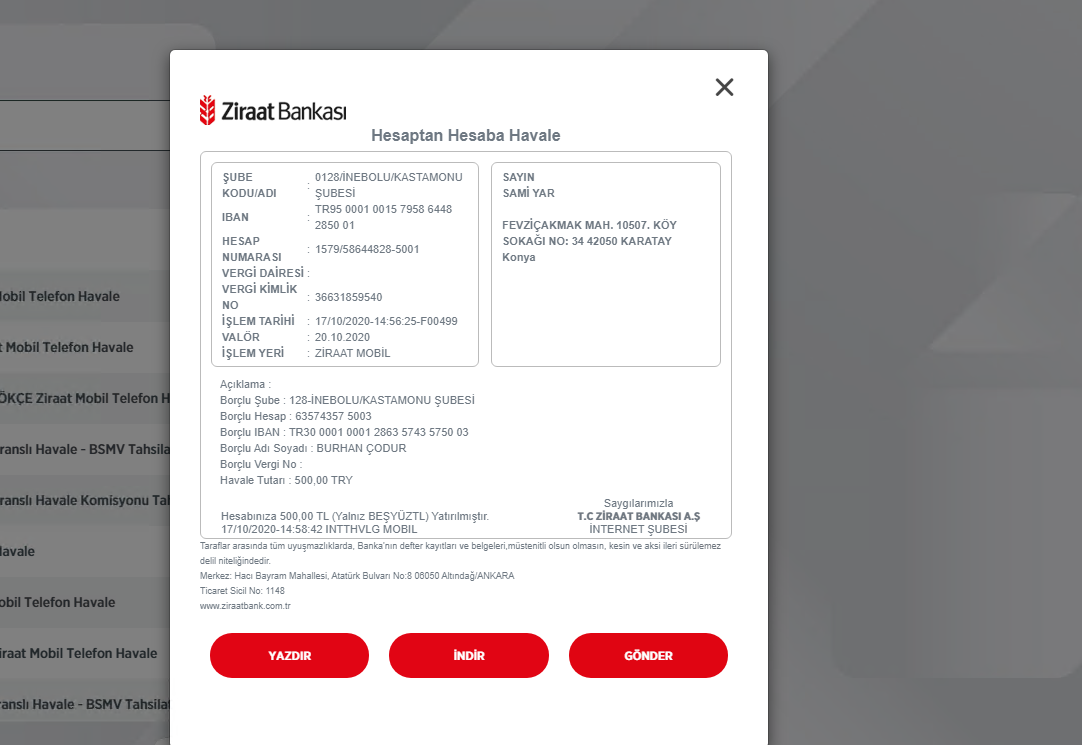 Ziraat Bankası
Hesaptan Hesaba Havale
ŞUBE KODU/ADI : 0128/İNEBOLU/KASTAMONU ŞUBESİ
IBAN : TR95 0001 0015 7958 6448 2850 01
HESAP NUMARASI : 1579/58644828-5001
VERGİ DAİRESİ :
VERGİ KİMLİK NO : 36631859540
İŞLEM TARİHİ : 17/10/2020-14:56:25-F00499
VALÖR : 20.10.2020
İŞLEM YERİ : ZİRAAT MOBİL
SAYIN
SAMİ YAR
FEVZİÇAKMAK MAH. 10507. KÖY
SOKAĞI NO: 34 42050 KARATAY
Konya
Açıklama :
Borçlu Şube : 128-İNEBOLU/KASTAMONU ŞUBESİ
Borçlu Hesap : 63574357 5003
Borçlu IBAN : TR30 0001 0001 2863 5743 5750 03
Borçlu Adı Soyadı : BURHAN ÇODUR
Borçlu Vergi No :
Havale Tutarı : 500,00 TRY
Hesabınıza 500,00 TL (Yalnız BEŞYÜZTL) Yatırılmıştır.
17/10/2020-14:58:42 INTTHVLG MOBIL
Saygılarımızla
T.C ZİRAAT BANKASI A.Ş
İNTERNET ŞUBESİ
Taraflar arasında tüm uyuşmazlıklarda, Banka'nın defter kayıtları ve belgeleri,müstenitli olsun olmasın, kesin ve aksi ileri sürülemez
delil niteliğindedir.
Merkez: Hacı Bayram Mahallesi, Atatürk Bulvarı No:8 06050 Altındağ/ANKARA
Ticaret Sicil No: 1148
www.ziraatbank.com.tr
YAZDIR
İNDİR
GÖNDER
obil Telefon Havale
t Mobil Telefon Havale
ÖKÇE Ziraat Mobil Telefon H
ranslı Havale - BSMV Tahsila
ranslı Havale Komisyonu Tal
Havale
obil Telefon Havale
iraat Mobil Telefon Havale
ranslı Havale - BSMV Tahsilat